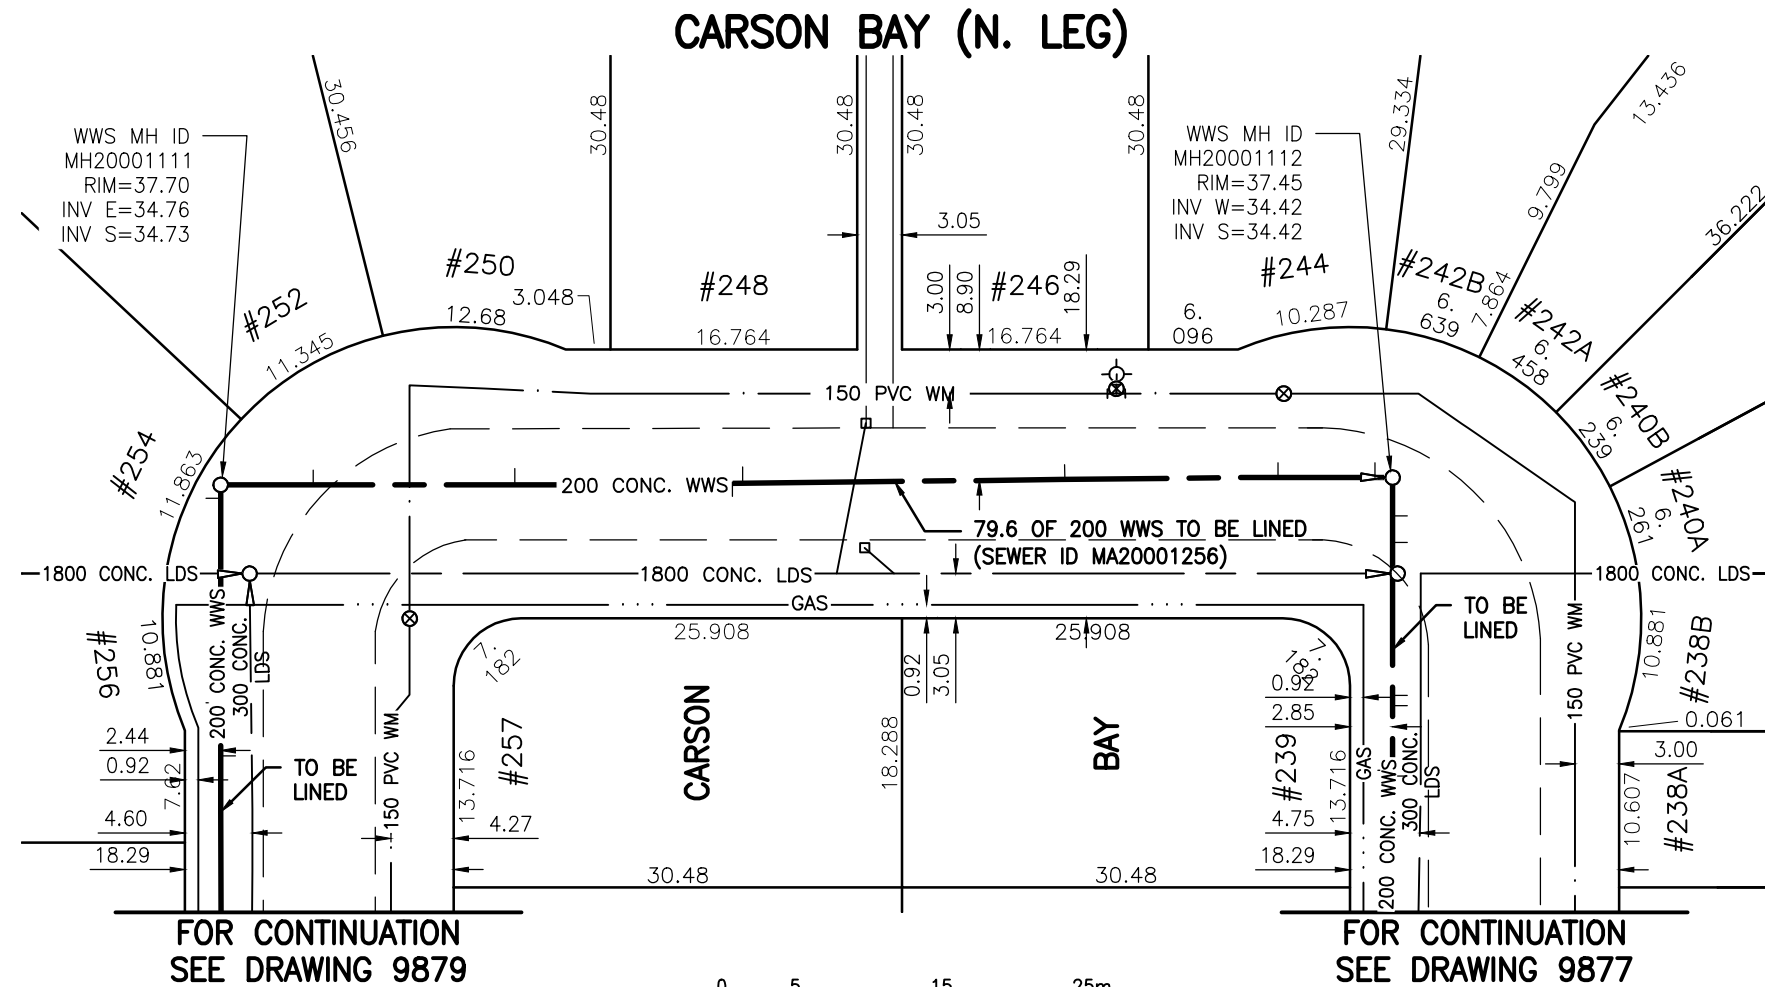 CARSON BAY (N. LEG)
WWS MH ID
MH20001111
RIM=37.70
INV E=34.76
INV S=34.73
30.456
30.48
30.48
30.48
30.48
WWS MH ID
MH20001112
RIM=37.45
INV W=34.42
INV S=34.42
29.334
13.436
9.799
36.222
3.05
#252
#250
3.048
#248
3.00
8.90
#246
18.29
#244
#242B
7.864
#242A
#240B
#240A
11.345
12.68
16.764
16.764
6.
096
10.287
6.
639
6.
458
6.
239
6.
261
150 PVC WM
#254
11.863
200 CONC. WWS
79.6 OF 200 WWS TO BE LINED
(SEWER ID MA20001256)
1800 CONC. LDS
1800 CONC. LDS
1800 CONC. LDS
GAS
25.908
25.908
TO BE
LINED
#256
10.881
200 CONC. WWS
300 CONC.
LDS
7.
182
0.92
3.05
7.
182
150 PVC WM
10.881
#238B
0.92
2.85
0.061
3.00
2.44
0.92
7.62
TO BE
LINED
150 PVC WM
13.716
#257
CARSON
18.288
BAY
#239
13.716
GAS
200 CONC. WWS
300 CONC.
LDS
10.607
#238A
4.60
18.29
4.27
4.75
18.29
30.48
30.48
FOR CONTINUATION
SEE DRAWING 9879
FOR CONTINUATION
SEE DRAWING 9877
0 5 15 25m